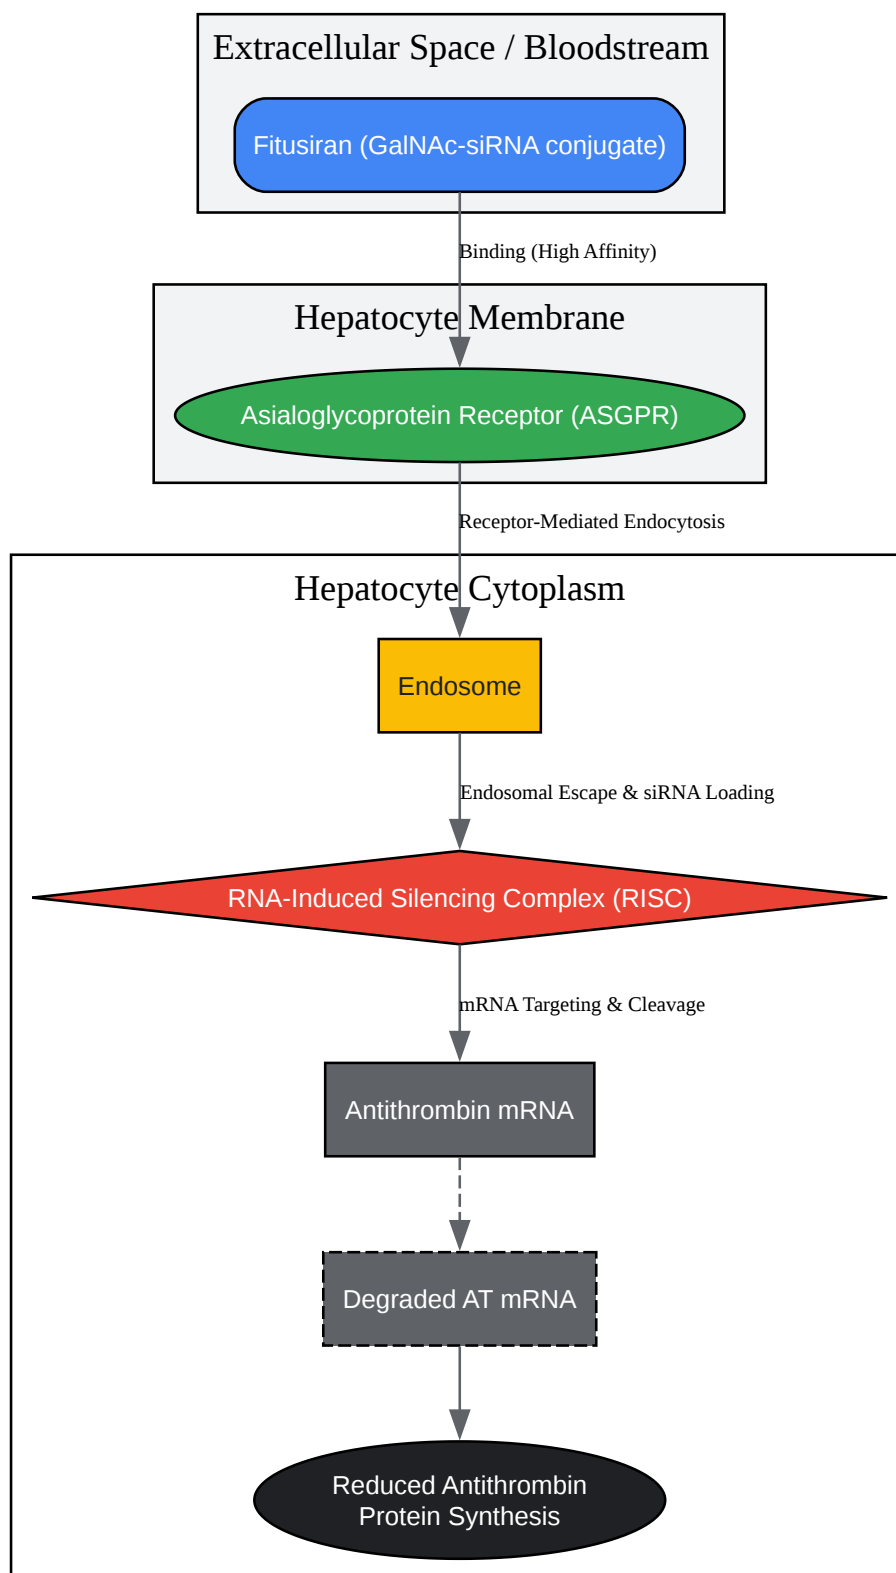 Extracellular Space / Bloodstream
Fitusiran (GalNAc-siRNA conjugate)
Binding (High Affinity)
Hepatocyte Membrane
Asialoglycoprotein Receptor (ASGPR)
Receptor-Mediated Endocytosis
Hepatocyte Cytoplasm
Endosome
Endosomal Escape & siRNA Loading
RNA-Induced Silencing Complex (RISC)
mRNA Targeting & Cleavage
Antithrombin mRNA
Degraded AT mRNA
Reduced Antithrombin
Protein Synthesis